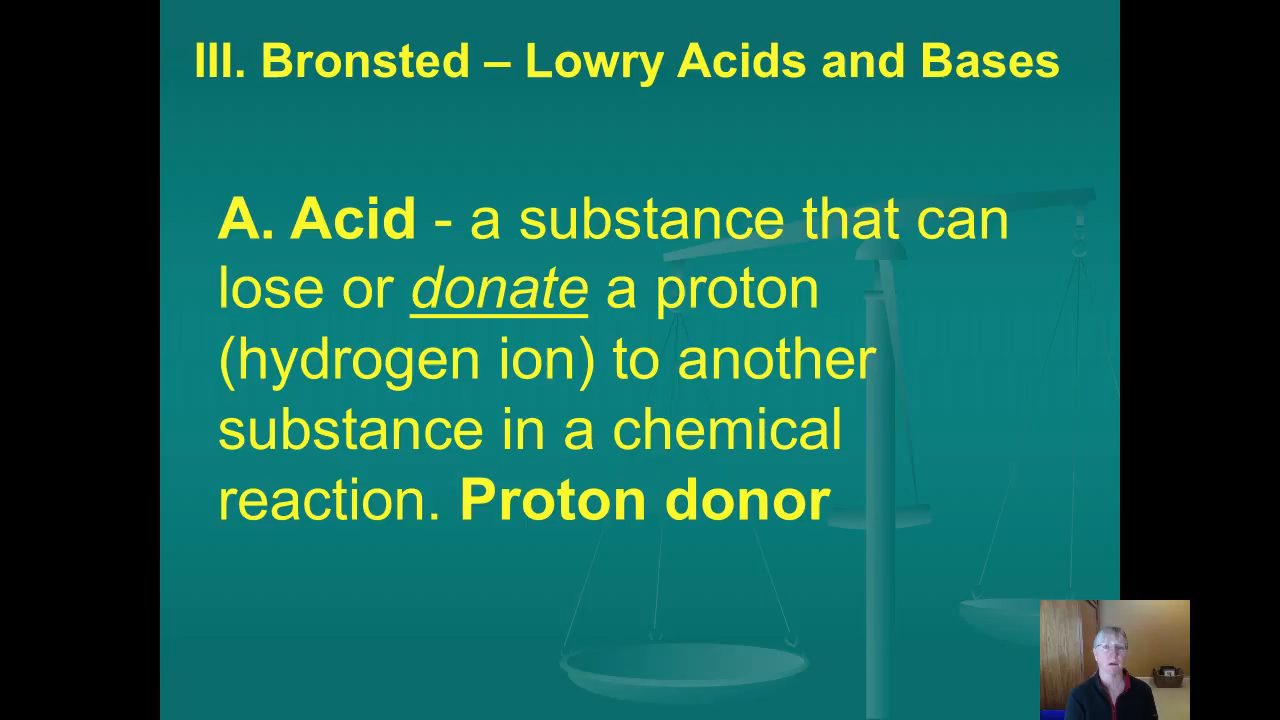 III. Bronsted – Lowry Acids and Bases
A. Acid - a substance that can
lose or donate a proton
(hydrogen ion) to another
substance in a chemical
reaction. Proton donor